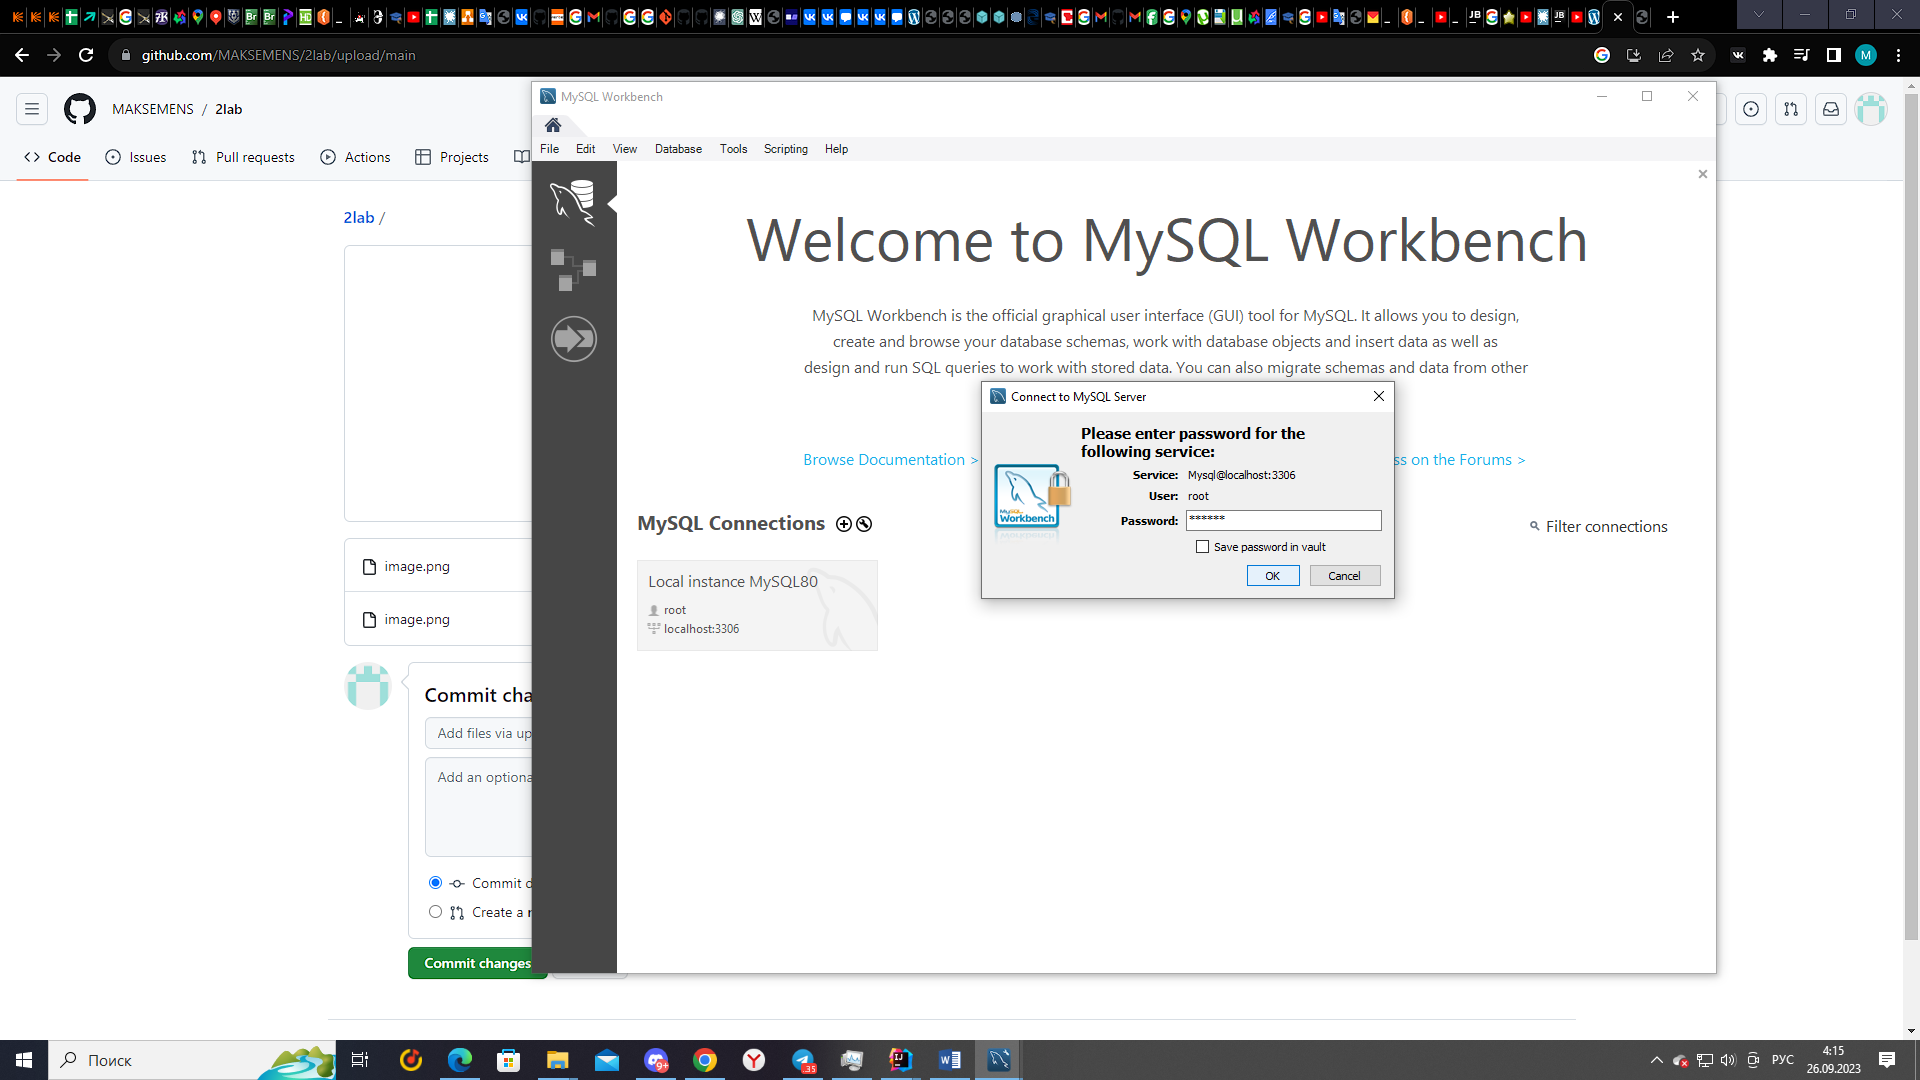 github.com/MAKSEMENS/2lab/upload/main
MAKSEMENS / 2lab
Code
Issues
Pull requests
Actions
Projects
2lab /
image.png
image.png
Commit cha
Add files via up
Add an optiona
Commit d
Create a n
Commit changes
MySQL Workbench
File Edit View Database Tools Scripting Help
Welcome to MySQL Workbench
MySQL Workbench is the official graphical user interface (GUI) tool for MySQL. It allows you to design,
create and browse your database schemas, work with database objects and insert data as well as
design and run SQL queries to work with stored data. You can also migrate schemas and data from other
Browse Documentation >
ss on the Forums >
MySQL Connections
Filter connections
Local instance MySQL80
root
localhost:3306
Connect to MySQL Server
Please enter password for the
following service:
MySQL
Workbench
Service: Mysql@localhost:3306
User: root
Password: ******
Save password in vault
OK Cancel
Поиск
РУС
4:15
26.09.2023